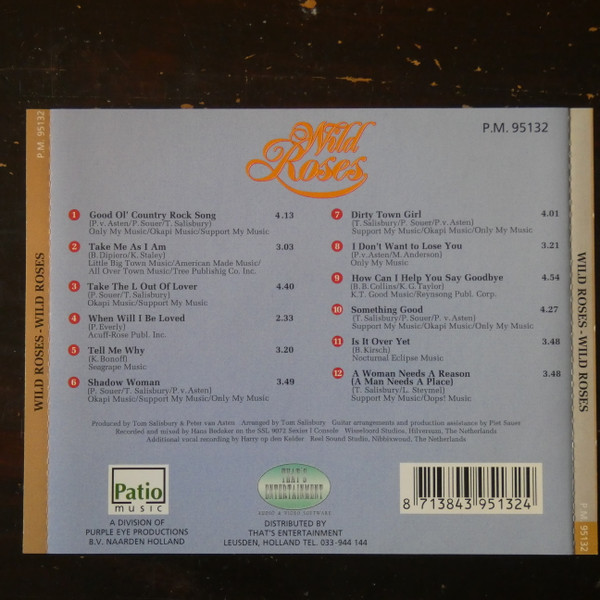 P.M. 95132
WILD ROSES - WILD ROSES
Wild
Roses
P.M. 95132
1 Good Ol' Country Rock Song 4.13
(P.v. Asten/P. Souer/T. Salisbury)
Only My Music/Okapi Music/Support My Music
2 Take Me As I Am 3.03
(B. Dipiero/K. Staley)
Little Big Town Music/American Made Music/
All Over Town Music/Tree Publishig Co. Inc.
3 Take The L Out Of Lover 4.40
(P. Souer/T. Salisbury)
Okapi Music/Support My Music
4 When Will I Be Loved 2.33
(P. Everly)
Acuff-Rose Publ. Inc.
5 Tell Me Why 3.20
(K. Bonoff)
Seagrape Music
6 Shadow Woman 3.49
(P. Souer/T. Salisbury/P.v. Asten)
Okapi Music/Support My Music/Only My Music
7 Dirty Town Girl 4.01
(T. Salisbury/P. Souer/P.v. Asten)
Support My Music/Okapi Music/Only My Music
8 I Don't Want to Lose You 3.21
(P.v. Asten/M. Anderson)
Only My Music
9 How Can I Help You Say Goodbye 4.54
(B.B. Collins/K.G. Taylor)
K.T. Good Music/Reynsong Publ. Corp.
10 Something Good 4.27
(T. Salisbury/P. Souer/P.v. Asten)
Support My Music/Okapi Music/Only My Music
11 Is It Over Yet 3.48
(B. Kirsch)
Nocturnal Eclipse Music
12 A Woman Needs A Reason 3.48
(A Man Needs A Place)
(T. Salisbury/L. Steymel)
Support My Music/Oops! Music
Produced by Tom Salisbury & Peter van Asten Arranged by Tom Salisbury Guitar arrangements and production assistance by Piet Souer
Recorded and mixed by Hans Bedeker on the SSL 9072 Series J Console Wisseloord Studios, Hilversum, The Netherlands
Additional vocal recording by Harry op den Kelder Reel Sound Studio, Nibbixwoud, The Netherlands
Patio
music
A DIVISION OF
PURPLE EYE PRODUCTIONS
B.V. NAARDEN HOLLAND
THAT'S
ENTERTAINMENT
AUDIO & VIDEO SOFTWARE
DISTRIBUTED BY
THAT'S ENTERTAINMENT
LEUSDEN, HOLLAND TEL. 033-944 144
8 713843 951324
WILD ROSES - WILD ROSES
P.M. 95132